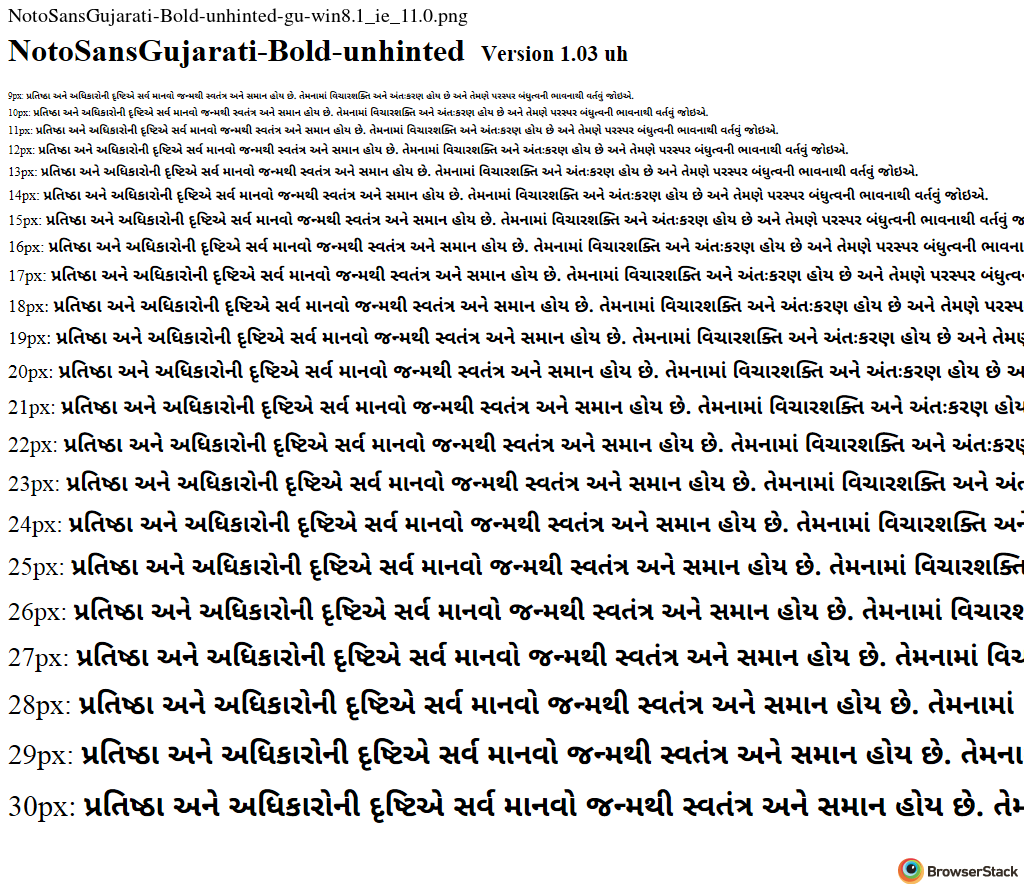 NotoSansGujarati-Bold-unhinted-gu-win8.1_ie_11.0.png
NotoSansGujarati-Bold-unhinted Version 1.03 uh
9px: પ્રતિષ્ઠા અને અધિકારોની દૃષ્ટિએ સર્વ માનવો જન્મથી સ્વતંત્ર અને સમાન હોય છે. તેમનામાં વિચારશક્તિ અને અંતઃકરણ હોય છે અને તેમણે પરસ્પર બંધુત્વની ભાવનાથી વર્તવું જોઇએ.
10px: પ્રતિષ્ઠા અને અધિકારોની દૃષ્ટિએ સર્વ માનવો જન્મથી સ્વતંત્ર અને સમાન હોય છે. તેમનામાં વિચારશક્તિ અને અંતઃકરણ હોય છે અને તેમણે પરસ્પર બંધુત્વની ભાવનાથી વર્તવું જોઇએ.
11px: પ્રતિષ્ઠા અને અધિકારોની દૃષ્ટિએ સર્વ માનવો જન્મથી સ્વતંત્ર અને સમાન હોય છે. તેમનામાં વિચારશક્તિ અને અંતઃકરણ હોય છે અને તેમણે પરસ્પર બંધુત્વની ભાવનાથી વર્તવું જોઇએ.
12px: પ્રતિષ્ઠા અને અધિકારોની દૃષ્ટિએ સર્વ માનવો જન્મથી સ્વતંત્ર અને સમાન હોય છે. તેમનામાં વિચારશક્તિ અને અંતઃકરણ હોય છે અને તેમણે પરસ્પર બંધુત્વની ભાવનાથી વર્તવું જોઇએ.
13px: પ્રતિષ્ઠા અને અધિકારોની દૃષ્ટિએ સર્વ માનવો જન્મથી સ્વતંત્ર અને સમાન હોય છે. તેમનામાં વિચારશક્તિ અને અંતઃકરણ હોય છે અને તેમણે પરસ્પર બંધુત્વની ભાવનાથી વર્તવું જોઇએ.
14px: પ્રતિષ્ઠા અને અધિકારોની દૃષ્ટિએ સર્વ માનવો જન્મથી સ્વતંત્ર અને સમાન હોય છે. તેમનામાં વિચારશક્તિ અને અંતઃકરણ હોય છે અને તેમણે પરસ્પર બંધુત્વની ભાવનાથી વર્તવું જોઇએ.
15px: પ્રતિષ્ઠા અને અધિકારોની દૃષ્ટિએ સર્વ માનવો જન્મથી સ્વતંત્ર અને સમાન હોય છે. તેમનામાં વિચારશક્તિ અને અંતઃકરણ હોય છે અને તેમણે પરસ્પર બંધુત્વની ભાવનાથી વર્તવું
16px: પ્રતિષ્ઠા અને અધિકારોની દૃષ્ટિએ સર્વ માનવો જન્મથી સ્વતંત્ર અને સમાન હોય છે. તેમનામાં વિચારશક્તિ અને અંતઃકરણ હોય છે અને તેમણે પરસ્પર બંધુત્વની ભાવના
17px: પ્રતિષ્ઠા અને અધિકારોની દૃષ્ટિએ સર્વ માનવો જન્મથી સ્વતંત્ર અને સમાન હોય છે. તેમનામાં વિચારશક્તિ અને અંતઃકરણ હોય છે અને તેમણે પરસ્પર
18px: પ્રતિષ્ઠા અને અધિકારોની દૃષ્ટિએ સર્વ માનવો જન્મથી સ્વતંત્ર અને સમાન હોય છે. તેમનામાં વિચારશક્તિ અને અંતઃકરણ હોય છે અને તેમણે પરસ્પ
19px: પ્રતિષ્ઠા અને અધિકારોની દૃષ્ટિએ સર્વ માનવો જન્મથી સ્વતંત્ર અને સમાન હોય છે. તેમનામાં વિચારશક્તિ અને અંતઃકરણ હોય છે અને
20px: પ્રતિષ્ઠા અને અધિકારોની દૃષ્ટિએ સર્વ માનવો જન્મથી સ્વતંત્ર અને સમાન હોય છે. તેમનામાં વિચારશક્તિ અને અંતઃકરણ હોય છે
21px: પ્રતિષ્ઠા અને અધિકારોની દૃષ્ટિએ સર્વ માનવો જન્મથી સ્વતંત્ર અને સમાન હોય છે. તેમનામાં વિચારશક્તિ અને અંતઃકરણ હોય
22px: પ્રતિષ્ઠા અને અધિકારોની દૃષ્ટિએ સર્વ માનવો જન્મથી સ્વતંત્ર અને સમાન હોય છે. તેમનામાં વિચારશક્તિ અને
23px: પ્રતિષ્ઠા અને અધિકારોની દૃષ્ટિએ સર્વ માનવો જન્મથી સ્વતંત્ર અને સમાન હોય છે. તેમનામાં વિચારશક્તિ અને
24px: પ્રતિષ્ઠા અને અધિકારોની દૃષ્ટિએ સર્વ માનવો જન્મથી સ્વતંત્ર અને સમાન હોય છે. તેમનામાં વિચારશક્તિ
25px: પ્રતિષ્ઠા અને અધિકારોની દૃષ્ટિએ સર્વ માનવો જન્મથી સ્વતંત્ર અને સમાન હોય છે. તેમનામાં વિચારશક્તિ
26px: પ્રતિષ્ઠા અને અધિકારોની દૃષ્ટિએ સર્વ માનવો જન્મથી સ્વતંત્ર અને સમાન હોય છે. તેમનામાં વિચારશ
27px: પ્રતિષ્ઠા અને અધિકારોની દૃષ્ટિએ સર્વ માનવો જન્મથી સ્વતંત્ર અને સમાન હોય છે. તેમનામાં
28px: પ્રતિષ્ઠા અને અધિકારોની દૃષ્ટિએ સર્વ માનવો જન્મથી સ્વતંત્ર અને સમાન હોય છે. તેમનામાં
29px: પ્રતિષ્ઠા અને અધિકારોની દૃષ્ટિએ સર્વ માનવો જન્મથી સ્વતંત્ર અને સમાન હોય છે. તેમના
30px: પ્રતિષ્ઠા અને અધિકારોની દૃષ્ટિએ સર્વ માનવો જન્મથી સ્વતંત્ર અને સમાન હોય છે. તેમ
BrowserStack